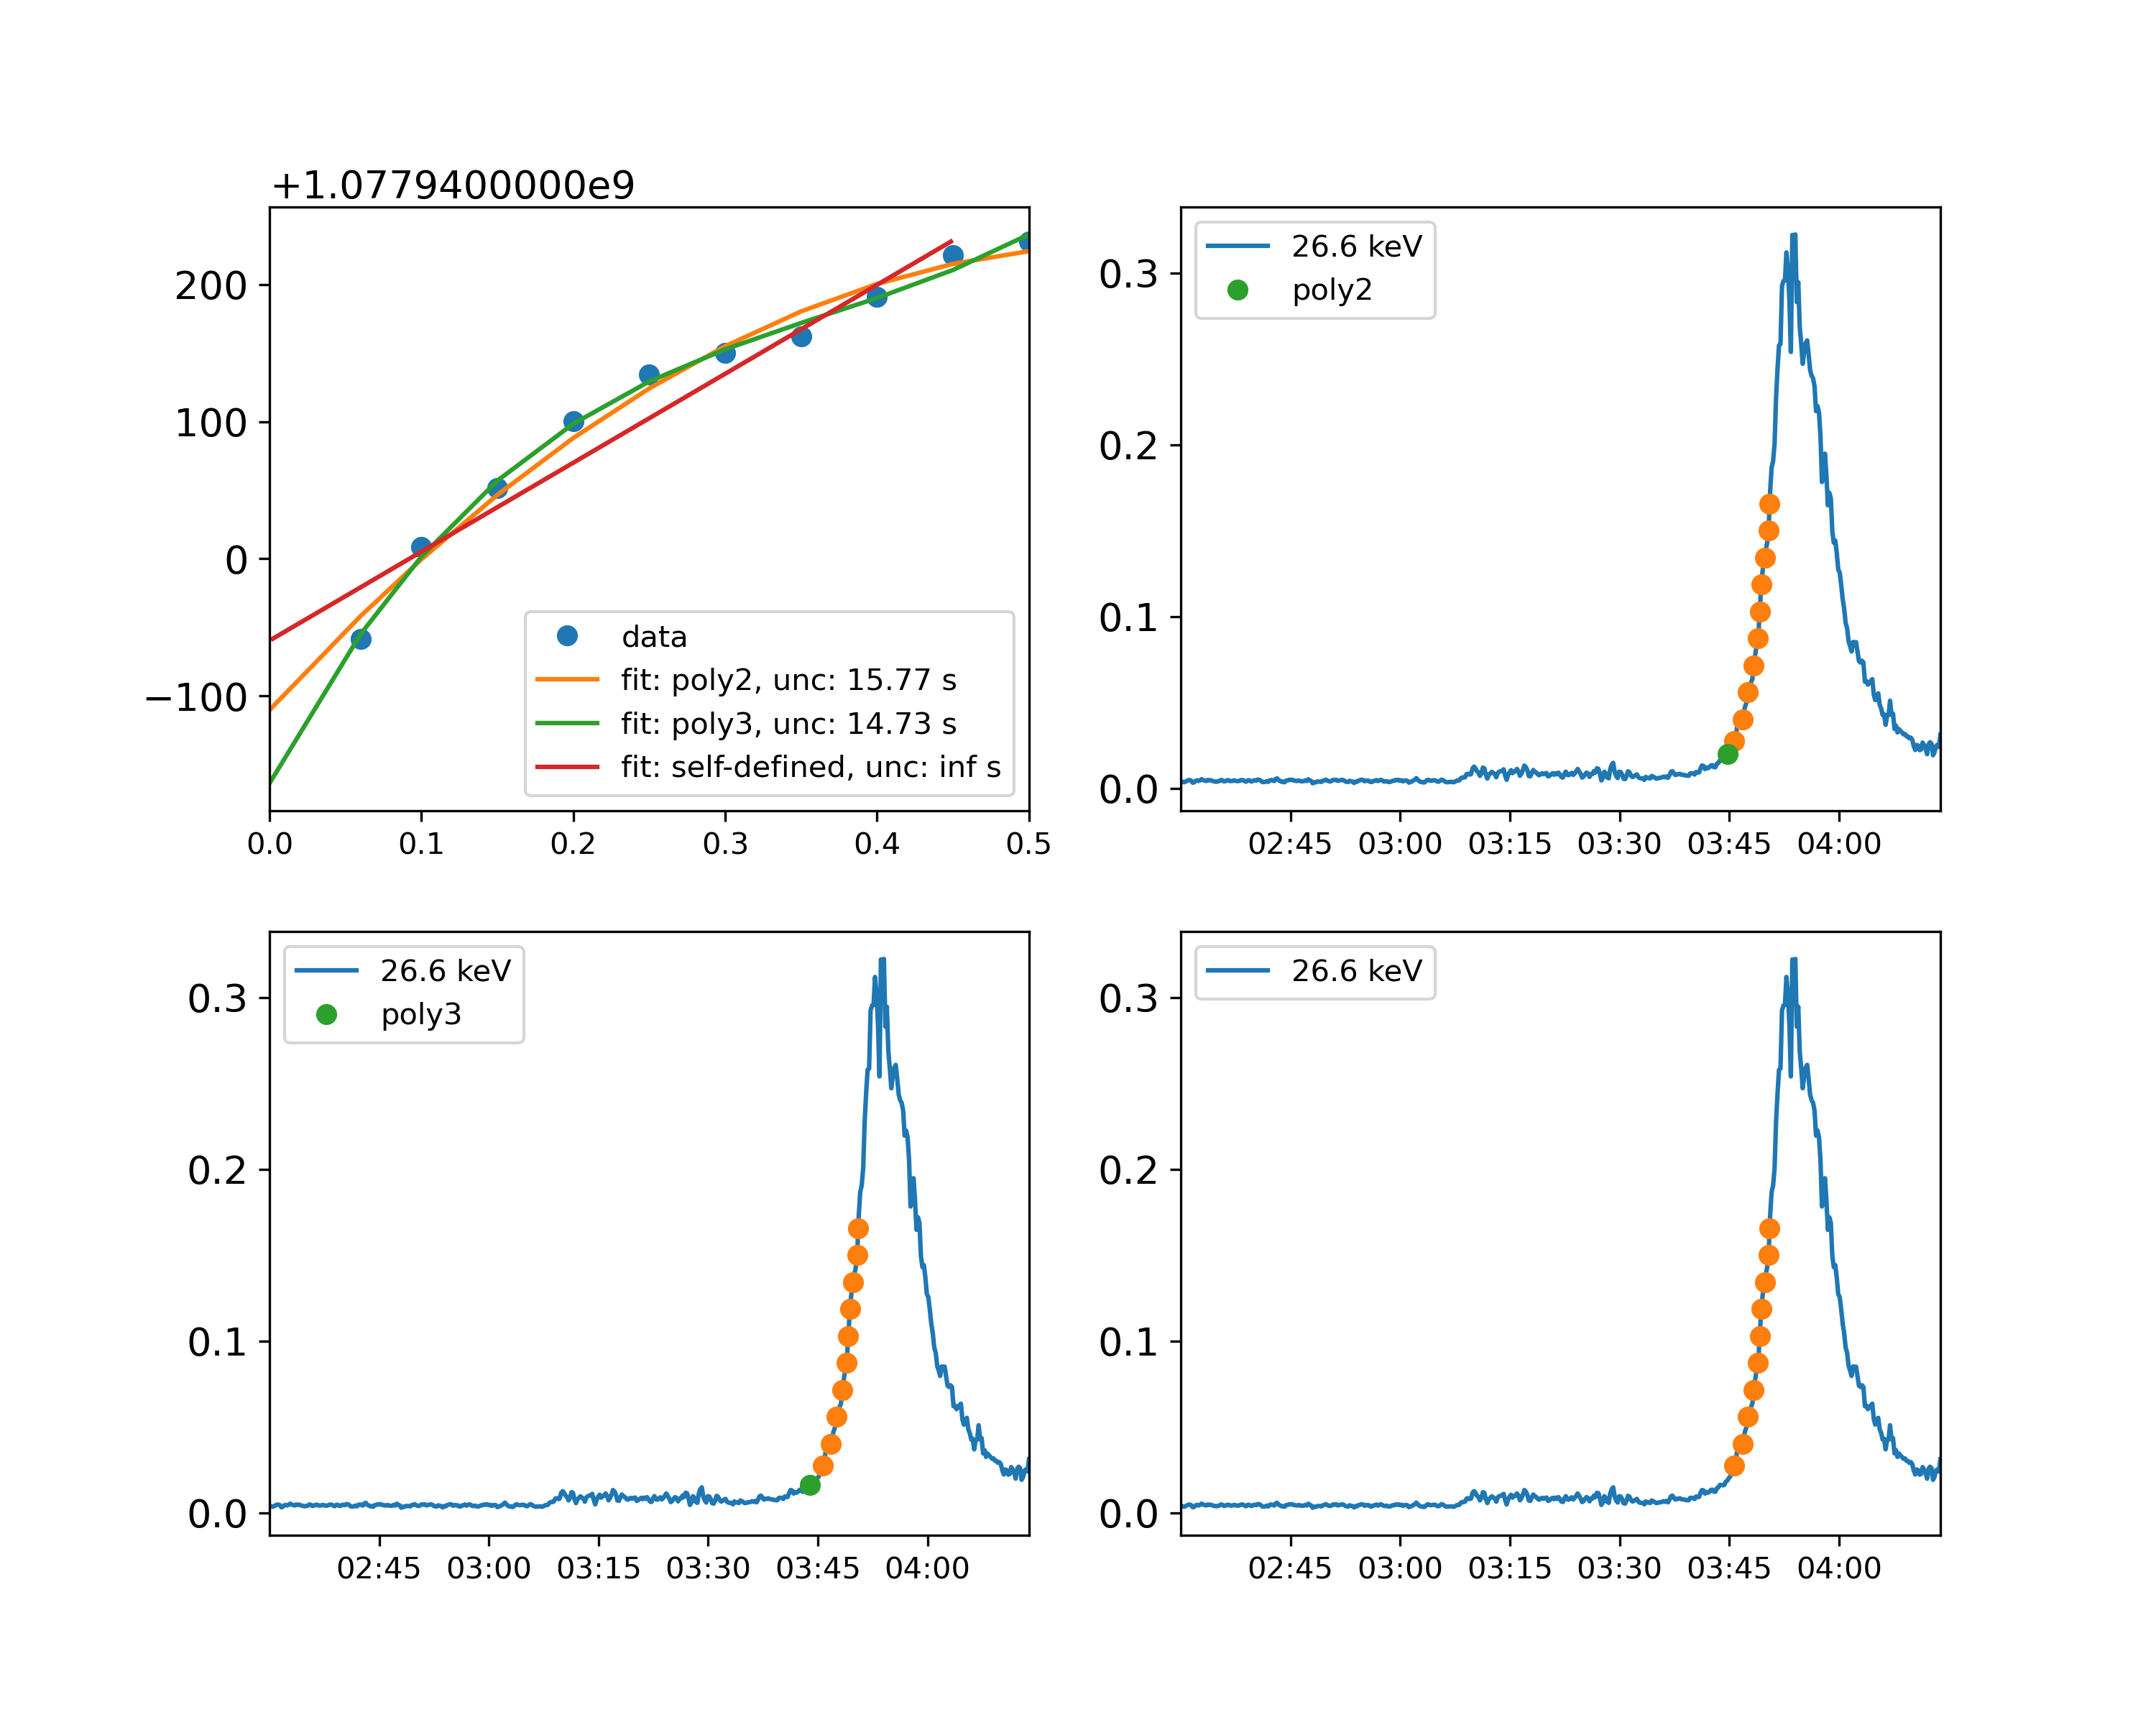 +1.0779400000e9
200
100
0
−100
data
fit: poly2, unc: 15.77 s
fit: poly3, unc: 14.73 s
fit: self-defined, unc: inf s
0.0 0.1 0.2 0.3 0.4 0.5
26.6 keV
poly2
0.3
0.2
0.1
0.0
02:45 03:00 03:15 03:30 03:45 04:00
26.6 keV
poly3
0.3
0.2
0.1
0.0
02:45 03:00 03:15 03:30 03:45 04:00
26.6 keV
0.3
0.2
0.1
0.0
02:45 03:00 03:15 03:30 03:45 04:00